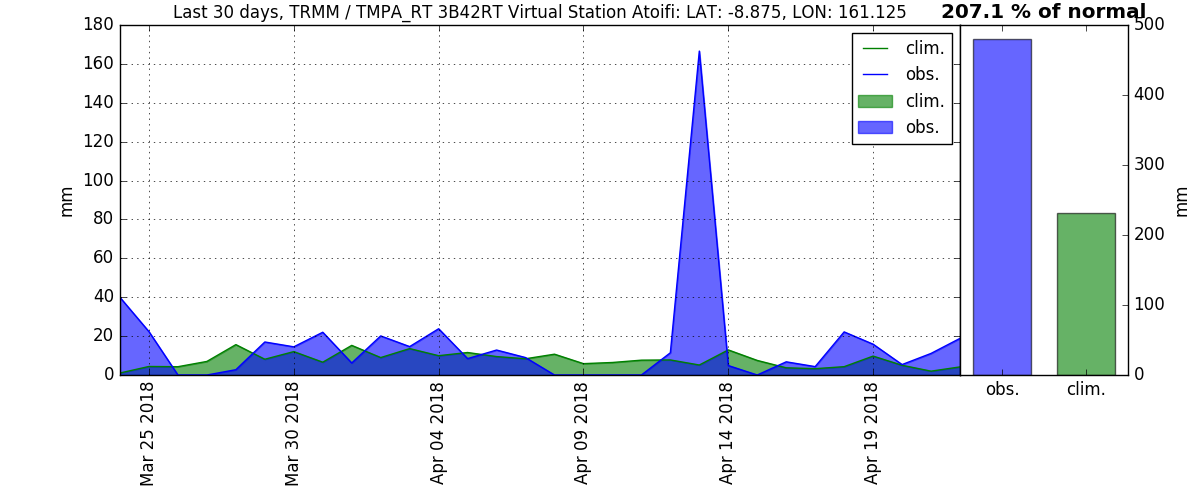 Last 30 days, TRMM / TMPA_RT 3B42RT Virtual Station Atoifi: LAT: -8.875, LON: 161.125
207.1 % of normal
180
160
140
120
100
80
60
40
20
0
mm
clim.
obs.
clim.
obs.
Mar 25 2018
Mar 30 2018
Apr 04 2018
Apr 09 2018
Apr 14 2018
Apr 19 2018
500
400
300
200
100
0
mm
obs.
clim.